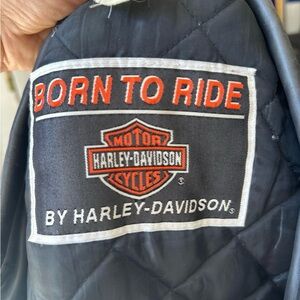 BORN TO RIDE
MOTOR
HARLEY-DAVIDSON
CYCLES
BY HARLEY-DAVIDSON